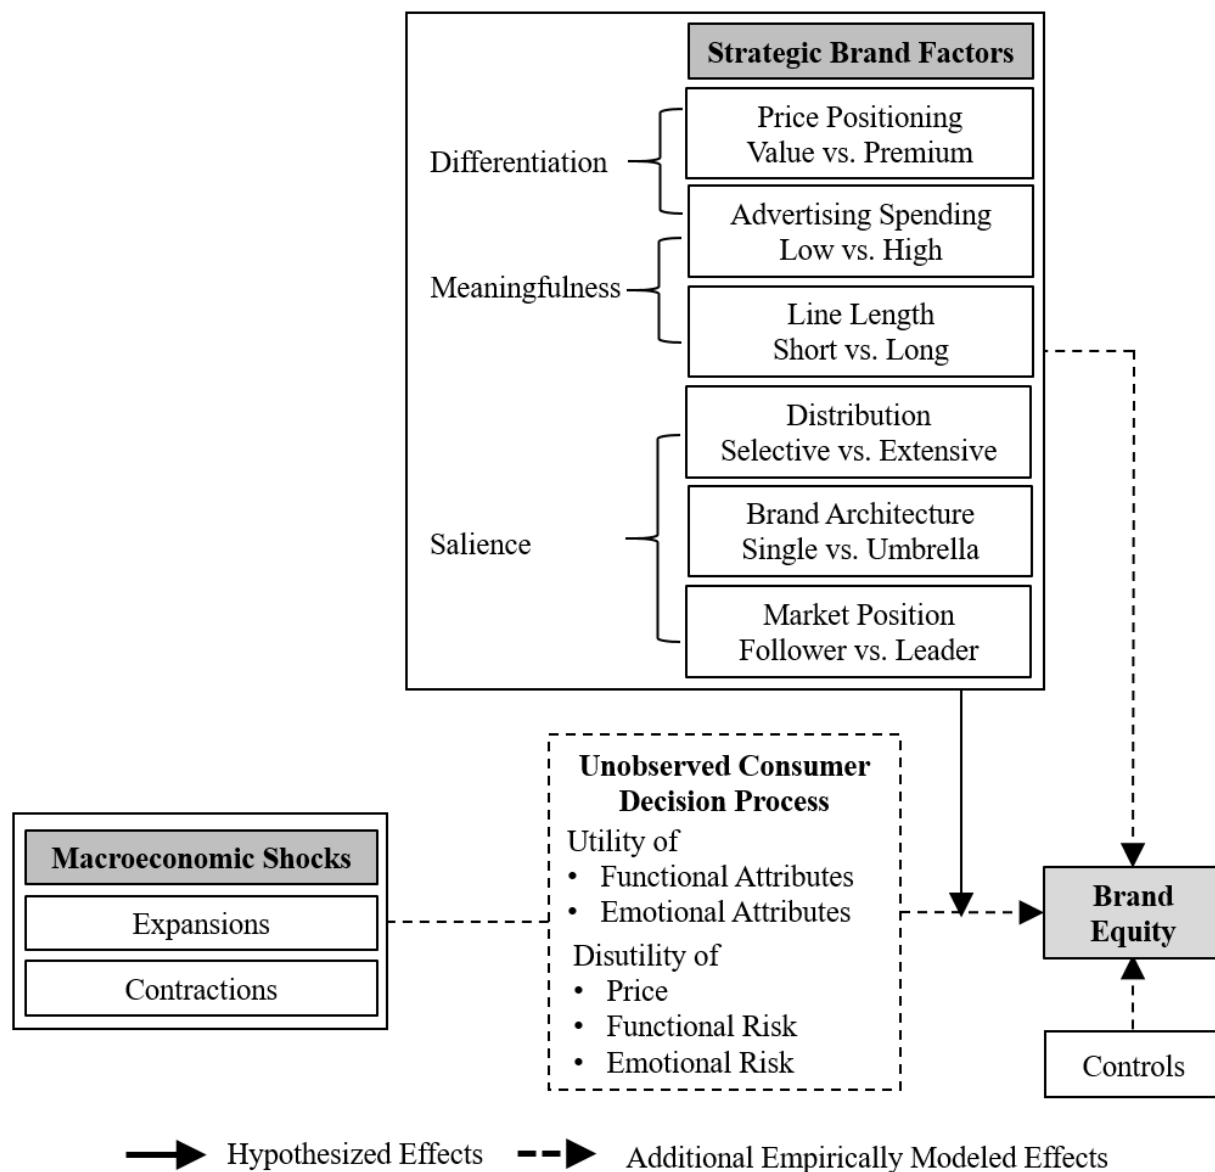 Strategic Brand Factors
Differentiation
Price Positioning
Value vs. Premium
Advertising Spending
Low vs. High
Meaningfulness
Line Length
Short vs. Long
Distribution
Selective vs. Extensive
Salience
Brand Architecture
Single vs. Umbrella
Market Position
Follower vs. Leader
Macroeconomic Shocks
Expansions
Contractions
Unobserved Consumer
Decision Process
Utility of
• Functional Attributes
• Emotional Attributes
Disutility of
• Price
• Functional Risk
• Emotional Risk
Brand
Equity
Controls
Hypothesized Effects
Additional Empirically Modeled Effects